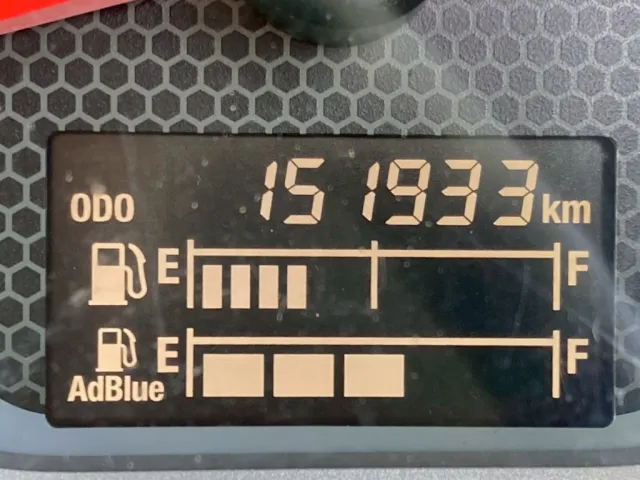 ODO 151933 km
E F
E F
AdBlue